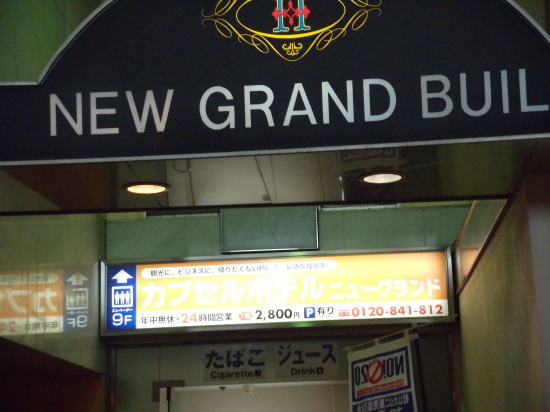 H
NEW GRAND BUIL
観光に、ビジネスに、帰りたくない時に
カプセルホテル ニューグランド
エレベーター
9F
年中無休・24時間営業 2,800円 P有り 0120-841-812
たばこ ジュース
Cigarette Drink
NO!